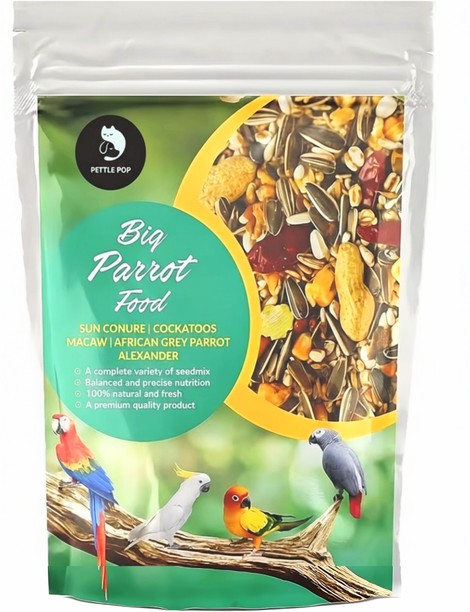 PETTLE POP
Big
Parrot
Food
SUN CONURE | COCKATOOS
MACAW | AFRICAN GREY PARROT
ALEXANDER
A complete variety of seedmix
Balanced and precise nutrition
100% natural and fresh
A premium quality product